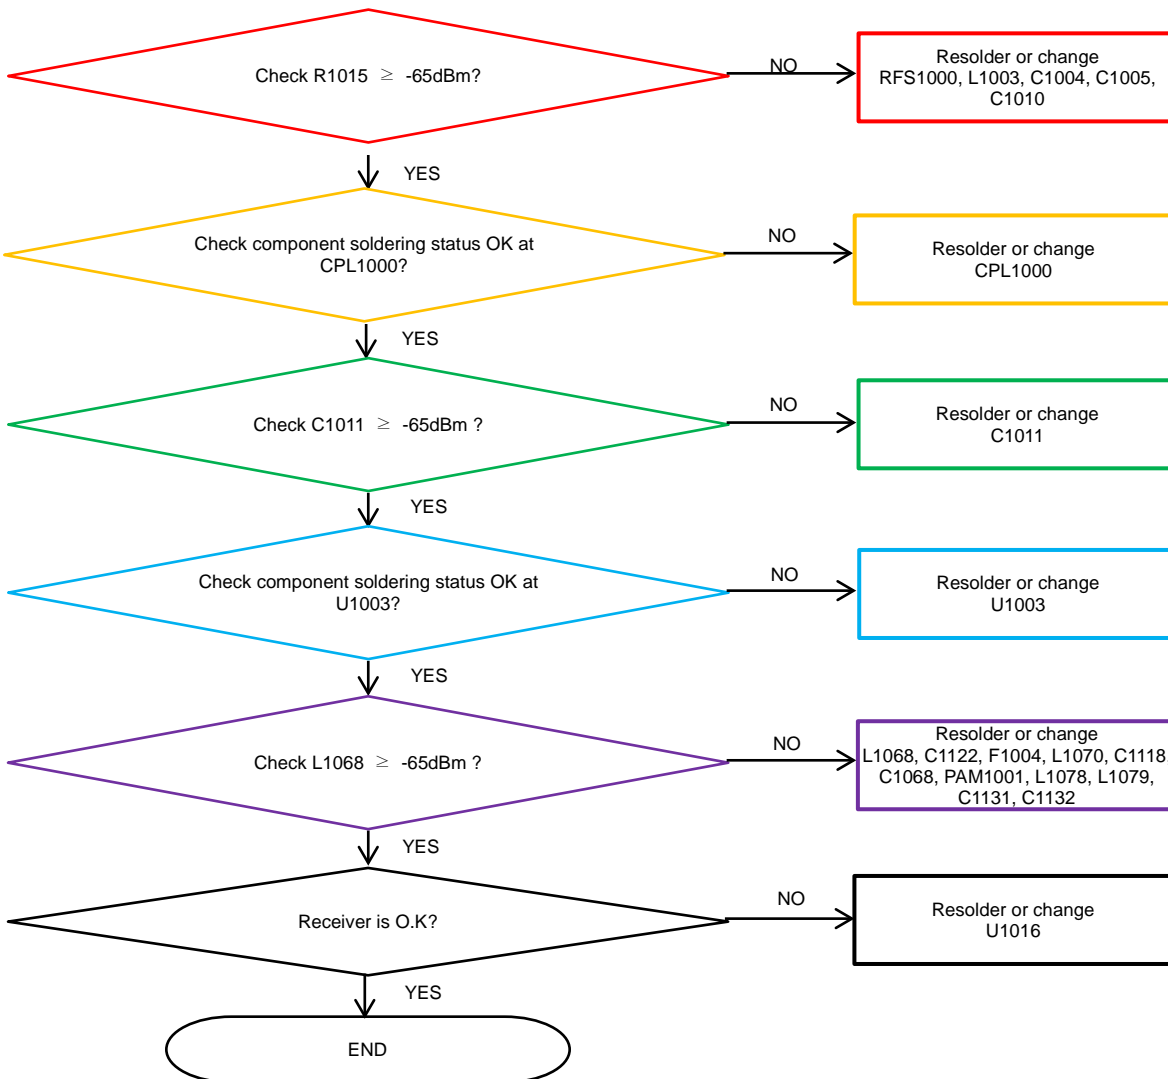 Check R1015 ≥ -65dBm?
NO
Resolder or change
RFS1000, L1003, C1004, C1005,
C1010
YES
Check component soldering status OK at
CPL1000?
NO
Resolder or change
CPL1000
YES
Check C1011 ≥ -65dBm ?
NO
Resolder or change
C1011
YES
Check component soldering status OK at
U1003?
NO
Resolder or change
U1003
YES
Check L1068 ≥ -65dBm ?
NO
Resolder or change
L1068, C1122, F1004, L1070, C1118,
C1068, PAM1001, L1078, L1079,
C1131, C1132
YES
Receiver is O.K?
NO
Resolder or change
U1016
YES
END